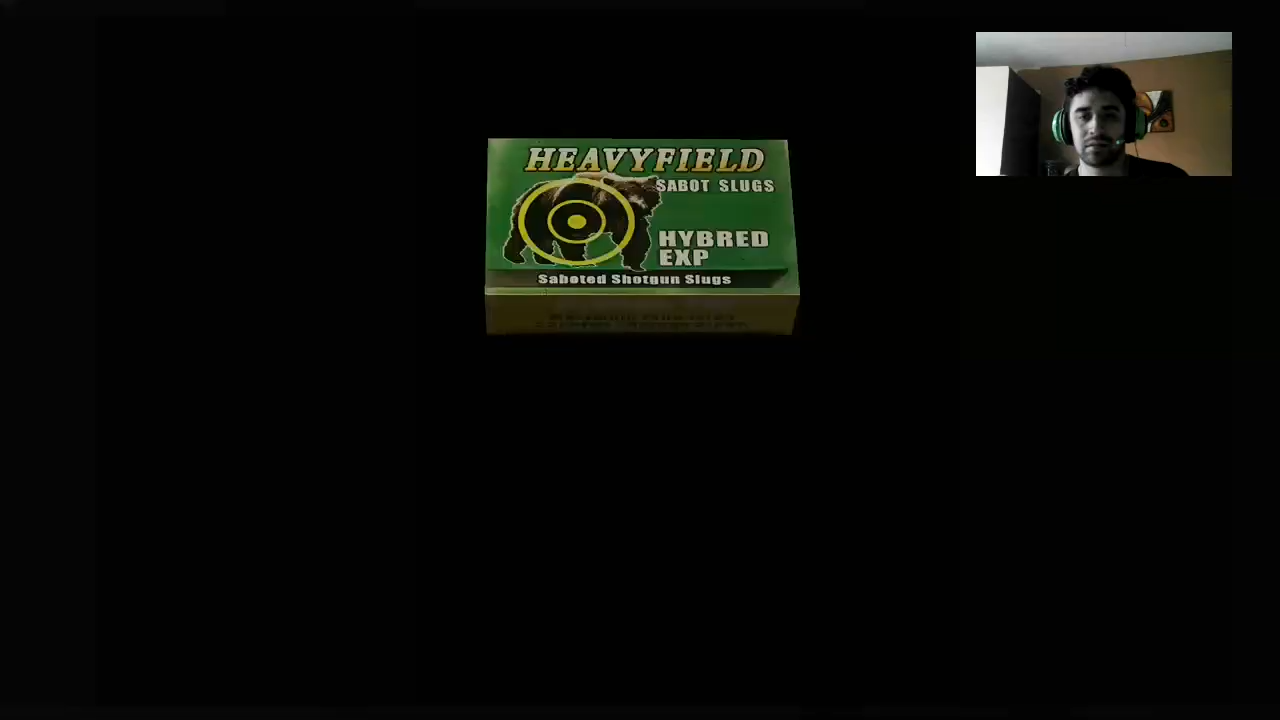 HEAVYFIELD
SABOT SLUGS
HYBRED
EXP
Saboted Shotgun Slugs